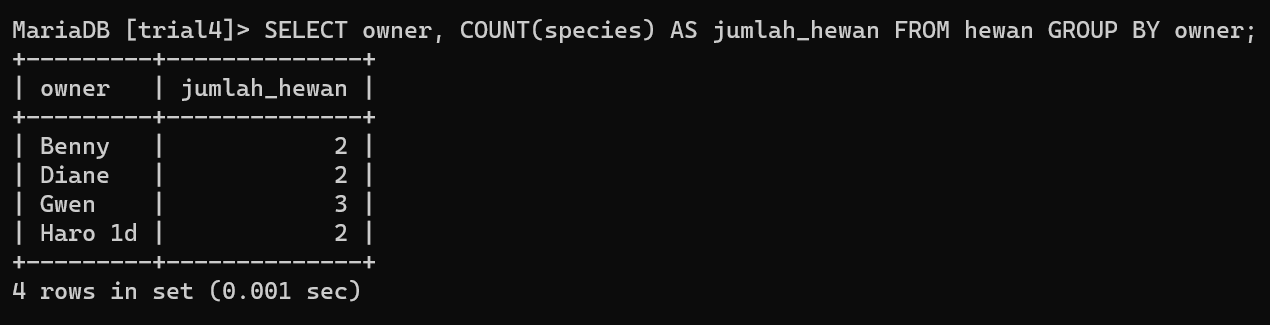 MariaDB [trial4]> SELECT owner, COUNT(species) AS jumlah_hewan FROM hewan GROUP BY owner;
+---------+--------------+
| owner   | jumlah_hewan |
+---------+--------------+
| Benny   |            2 |
| Diane   |            2 |
| Gwen    |            3 |
| Haro 1d |            2 |
+---------+--------------+
4 rows in set (0.001 sec)